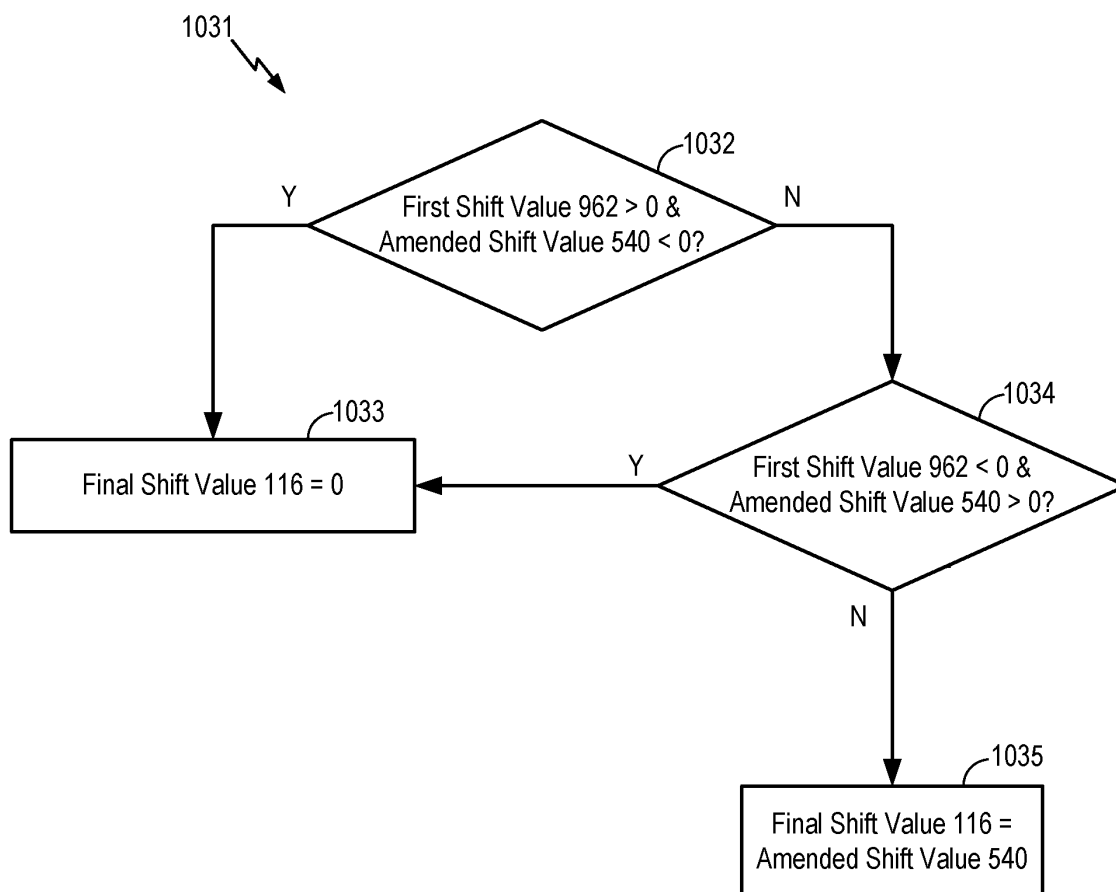 1031
1032
Y
N
First Shift Value 962 > 0 &
Amended Shift Value 540 < 0?
1033
1034
Final Shift Value 116 = 0
Y
First Shift Value 962 < 0 &
Amended Shift Value 540 > 0?
N
1035
Final Shift Value 116 =
Amended Shift Value 540